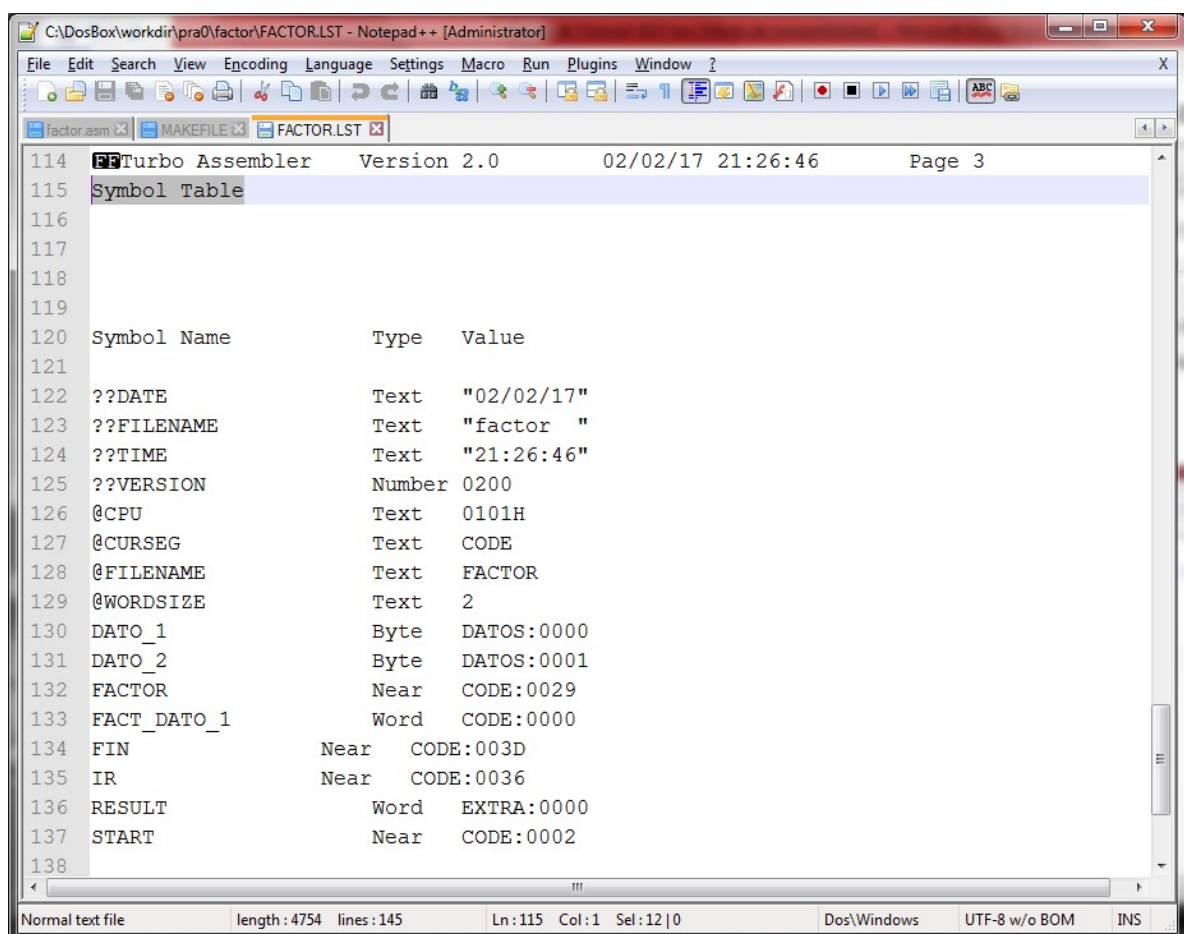 C:\DosBox\workdir\pra0\factor\FACTOR.LST - Notepad++ [Administrator]
File Edit Search View Encoding Language Settings Macro Run Plugins Window ? X
ABC
factor.asm MAKEFILE FACTOR.LST
114 FFTurbo Assembler Version 2.0 02/02/17 21:26:46 Page 3
115 Symbol Table
116
117
118
119
120 Symbol Name Type Value
121
122 ??DATE Text "02/02/17"
123 ??FILENAME Text "factor  "
124 ??TIME Text "21:26:46"
125 ??VERSION Number 0200
126 @CPU Text 0101H
127 @CURSEG Text CODE
128 @FILENAME Text FACTOR
129 @WORDSIZE Text 2
130 DATO_1 Byte DATOS:0000
131 DATO_2 Byte DATOS:0001
132 FACTOR Near CODE:0029
133 FACT_DATO_1 Word CODE:0000
134 FIN Near CODE:003D
135 IR Near CODE:0036
136 RESULT Word EXTRA:0000
137 START Near CODE:0002
138
Normal text file length : 4754 lines : 145 Ln : 115 Col : 1 Sel : 12 | 0 Dos\Windows UTF-8 w/o BOM INS